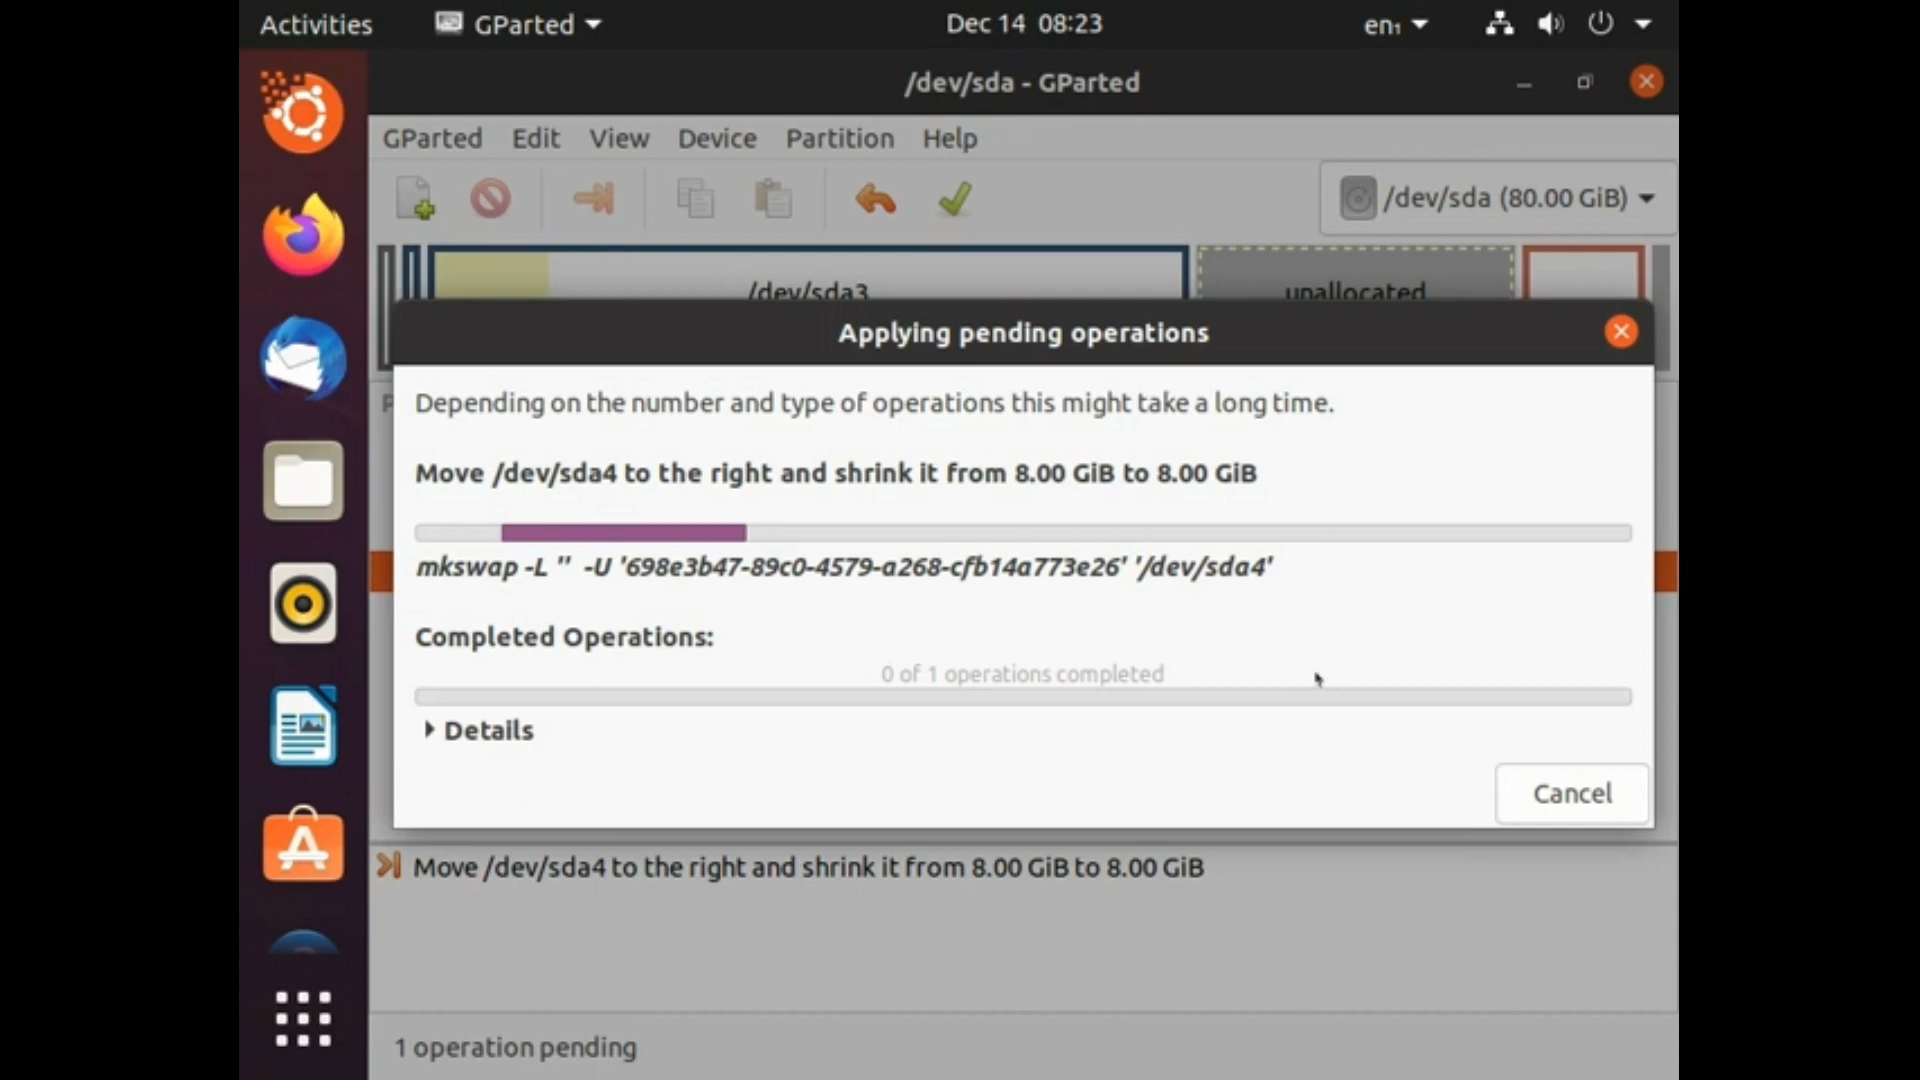 Activities
GParted
Dec 14 08:23
en₁
/dev/sda - GParted
GParted Edit View Device Partition Help
/dev/sda (80.00 GiB)
/dev/sda3
unallocated
Applying pending operations
Depending on the number and type of operations this might take a long time.
Move /dev/sda4 to the right and shrink it from 8.00 GiB to 8.00 GiB
mkswap -L '' -U '698e3b47-89c0-4579-a268-cfb14a773e26' '/dev/sda4'
Completed Operations:
0 of 1 operations completed
Details
Cancel
Move /dev/sda4 to the right and shrink it from 8.00 GiB to 8.00 GiB
1 operation pending